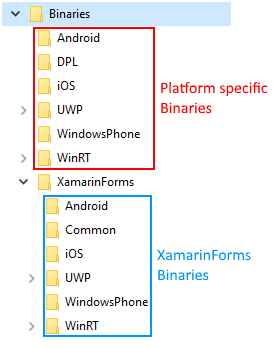 Binaries
Android
DPL
iOS
UWP
WindowsPhone
WinRT
Platform specific
Binaries
XamarinForms
Android
Common
iOS
UWP
WindowsPhone
WinRT
XamarinForms
Binaries